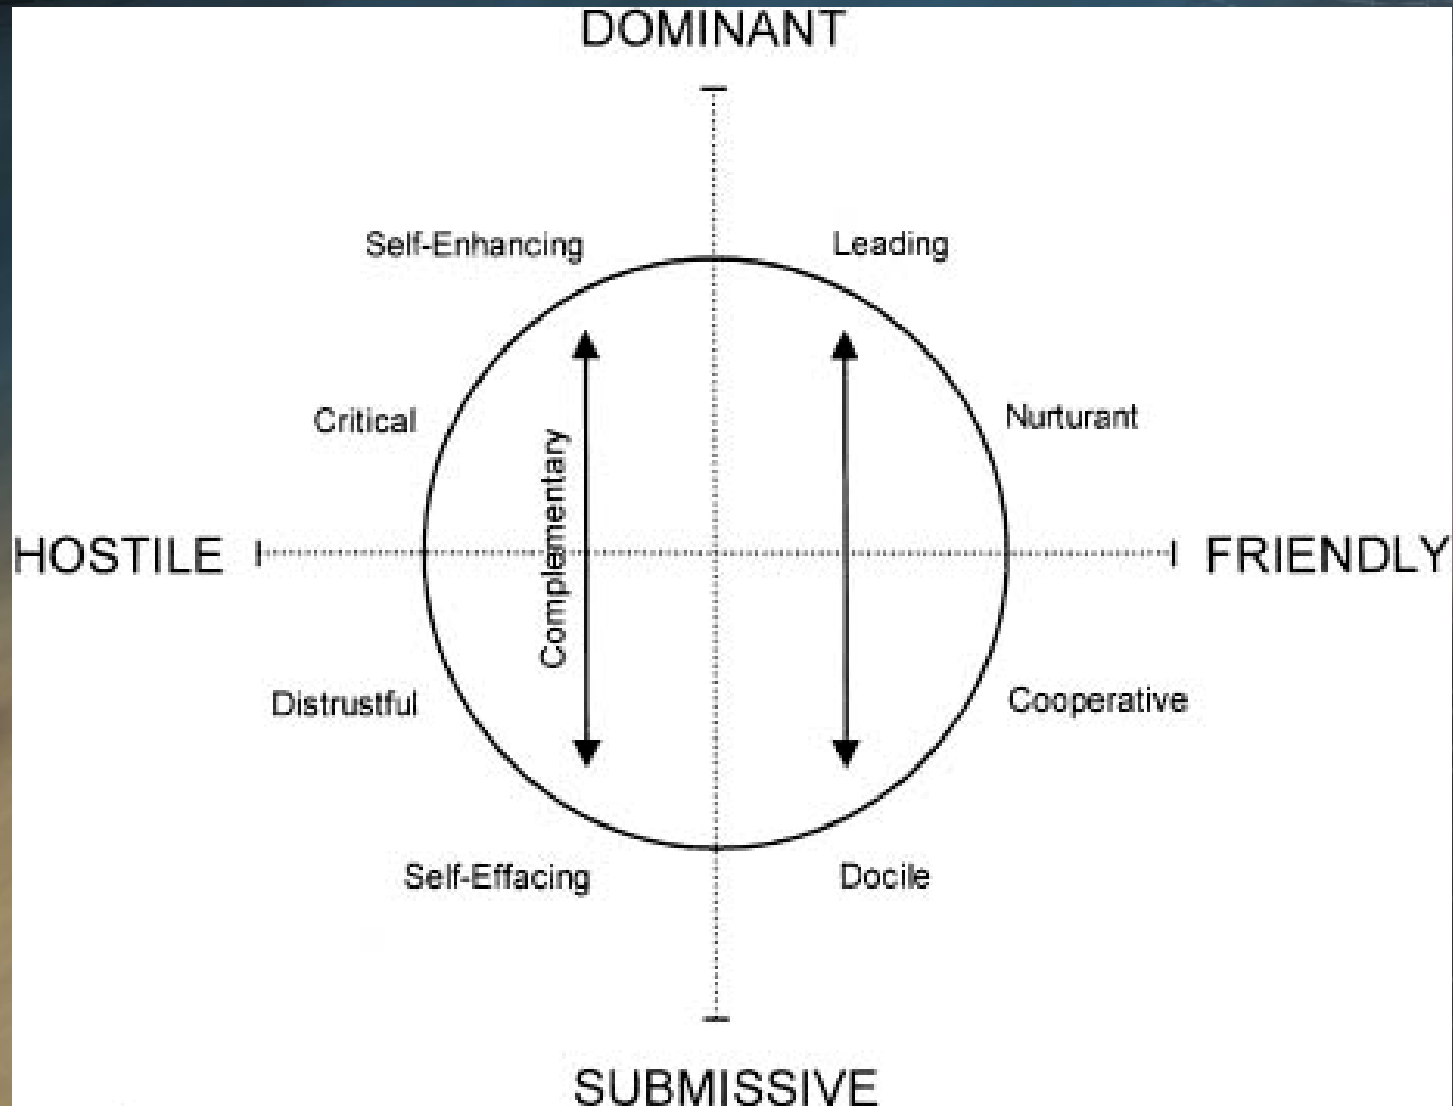 DOMINANT
Self-Enhancing
Leading
Critical
Nurturant
Complementary
HOSTILE
FRIENDLY
Distrustful
Cooperative
Self-Effacing
Docile
SUBMISSIVE